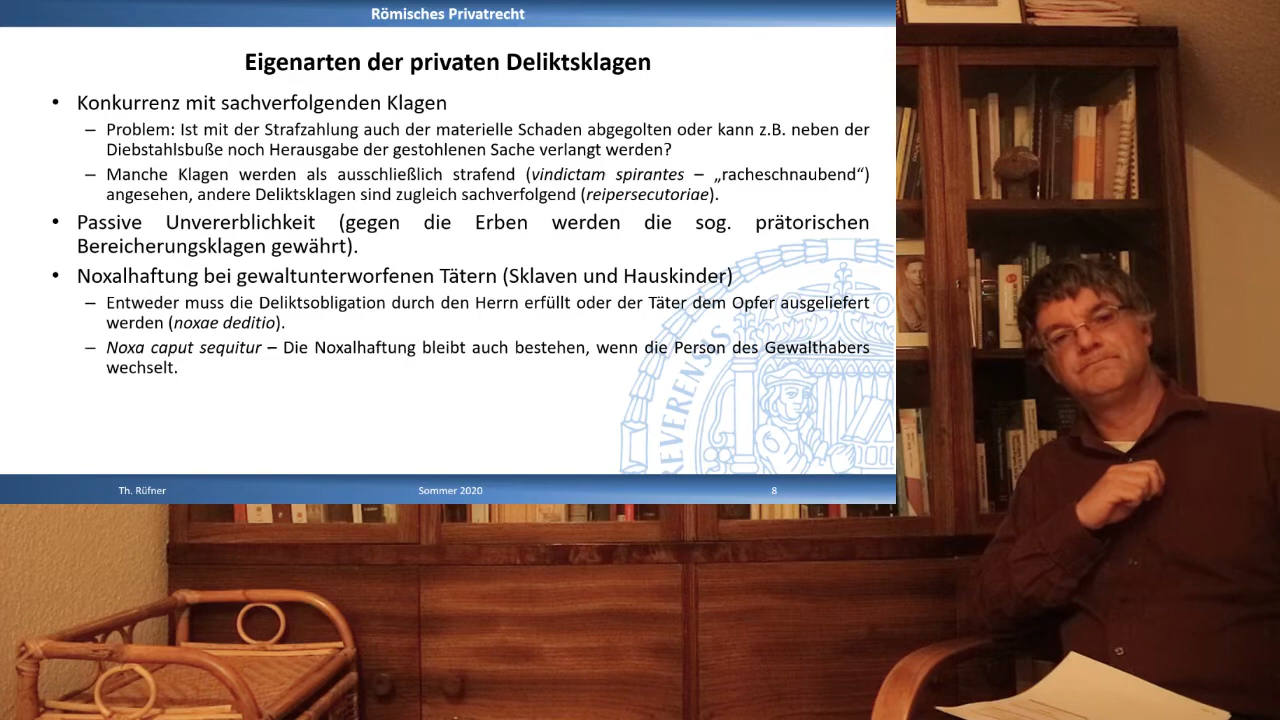 Römisches Privatrecht
Eigenarten der privaten Deliktsklagen
• Konkurrenz mit sachverfolgenden Klagen
– Problem: Ist mit der Strafzahlung auch der materielle Schaden abgegolten oder kann z.B. neben der
Diebstahlsbuße noch Herausgabe der gestohlenen Sache verlangt werden?
– Manche Klagen werden als ausschließlich strafend (vindictam spirantes – „racheschnaubend“)
angesehen, andere Deliktsklagen sind zugleich sachverfolgend (reipersecutoriae).
• Passive Unvererblichkeit (gegen die Erben werden die sog. prätorischen
Bereicherungsklagen gewährt).
• Noxalhaftung bei gewaltunterworfenen Tätern (Sklaven und Hauskinder)
– Entweder muss die Deliktsobligation durch den Herrn erfüllt oder der Täter dem Opfer ausgeliefert
werden (noxae deditio).
– Noxa caput sequitur – Die Noxalhaftung bleibt auch bestehen, wenn die Person des Gewalthabers
wechselt.
REVERENSIS
Th. Rüfner
Sommer 2020
8